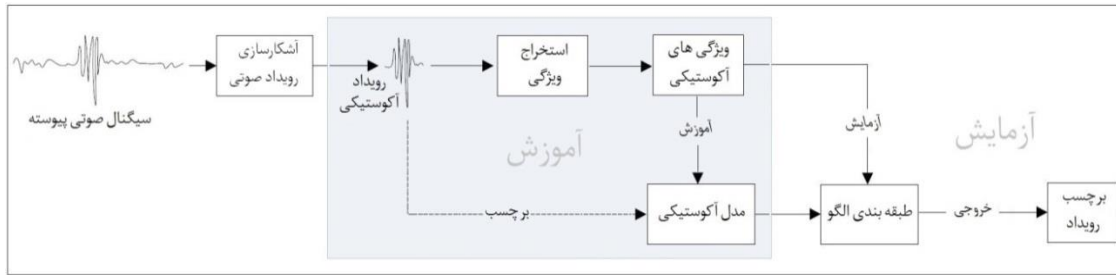 سیگنال صوتی پیوسته
آشکارسازی
رویداد صوتی
رویداد
آکوستیکی
استخراج
ویژگی
ویژگی های
آکوستیکی
آموزش
آموزش
برچسب
مدل آکوستیکی
آزمایش
آزمایش
طبقه بندی الگو
خروجی
برچسب
رویداد